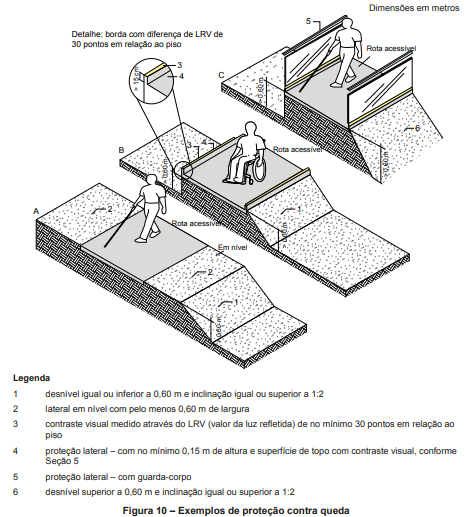 Dimensões em metros
Detalhe: borda com diferença de LRV de
30 pontos em relação ao piso
5
Rota acessível
3
4
> 15 cm
C
> 0,60 m
6
> 0,60 m
B
3
4
Rota acessível
0,60 m
A
2
Rota acessível
1
0,60 m
Em nível
2
1
0,60 m
Legenda
1 desnível igual ou inferior a 0,60 m e inclinação igual ou superior a 1:2
2 lateral em nível com pelo menos 0,60 m de largura
3 contraste visual medido através do LRV (valor da luz refletida) de no mínimo 30 pontos em relação ao
piso
4 proteção lateral – com no mínimo 0,15 m de altura e superfície de topo com contraste visual, conforme
Seção 5
5 proteção lateral – com guarda-corpo
6 desnível superior a 0,60 m e inclinação igual ou superior a 1:2
Figura 10 – Exemplos de proteção contra queda